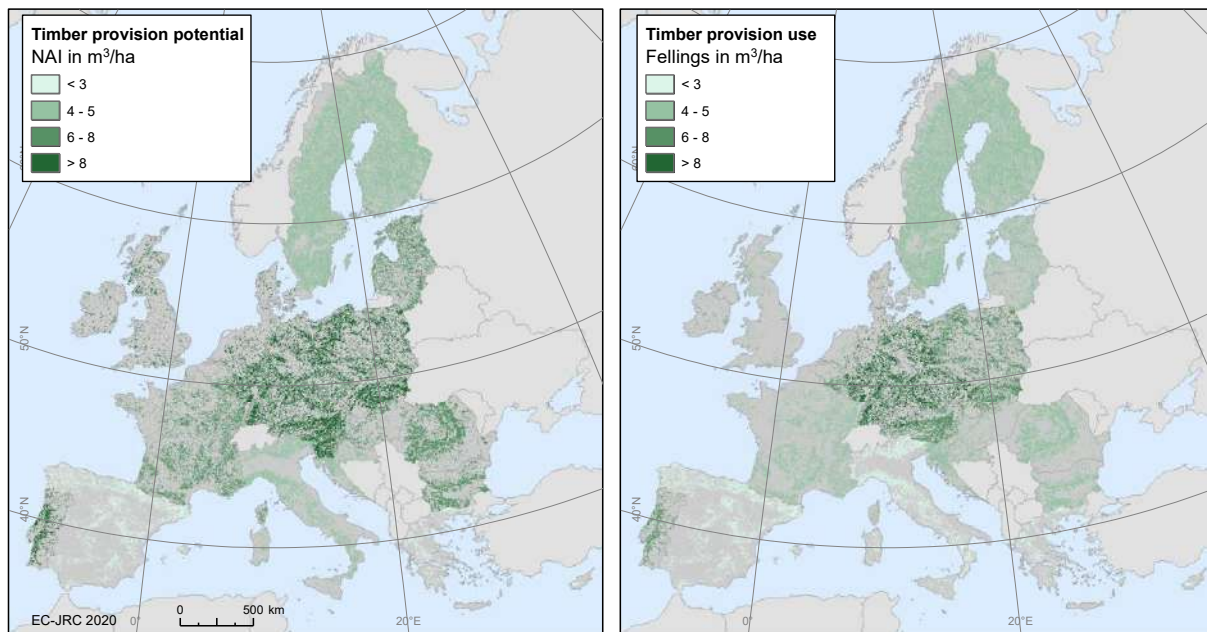 Timber provision potential
NAI in m³/ha
< 3
4 - 5
6 - 8
> 8
50°N
40°N
EC-JRC 2020
0°
0 500 km
20°E
Timber provision use
Fellings in m³/ha
< 3
4 - 5
6 - 8
> 8
50°N
40°N
0°
20°E